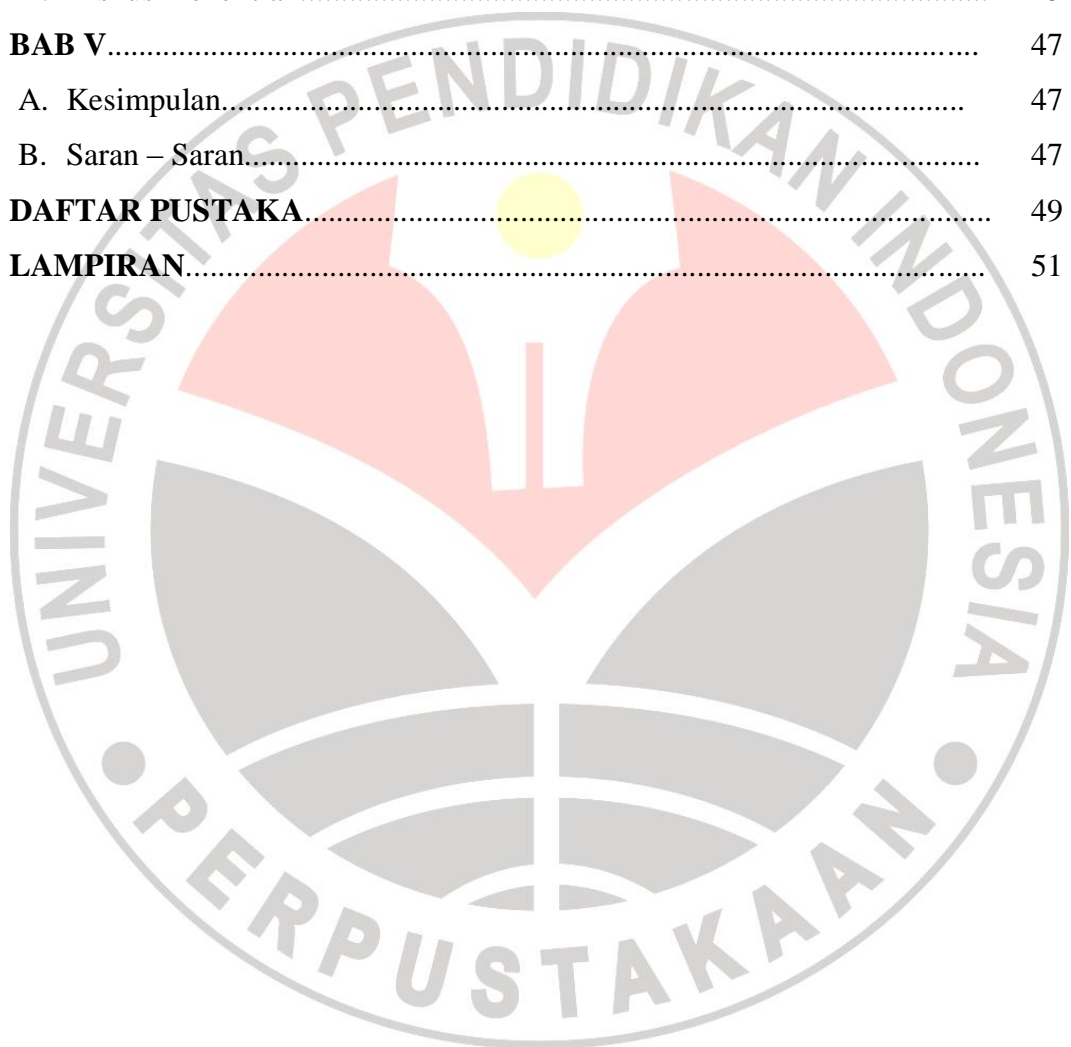 BAB V.......................................................................................................... 47
A. Kesimpulan.......................................................................................... 47
B. Saran – Saran......................................................................................... 47
DAFTAR PUSTAKA................................................................................... 49
LAMPIRAN................................................................................................. 51
UNIVERSITAS PENDIDIKAN INDONESIA
PERPUSTAKAAN